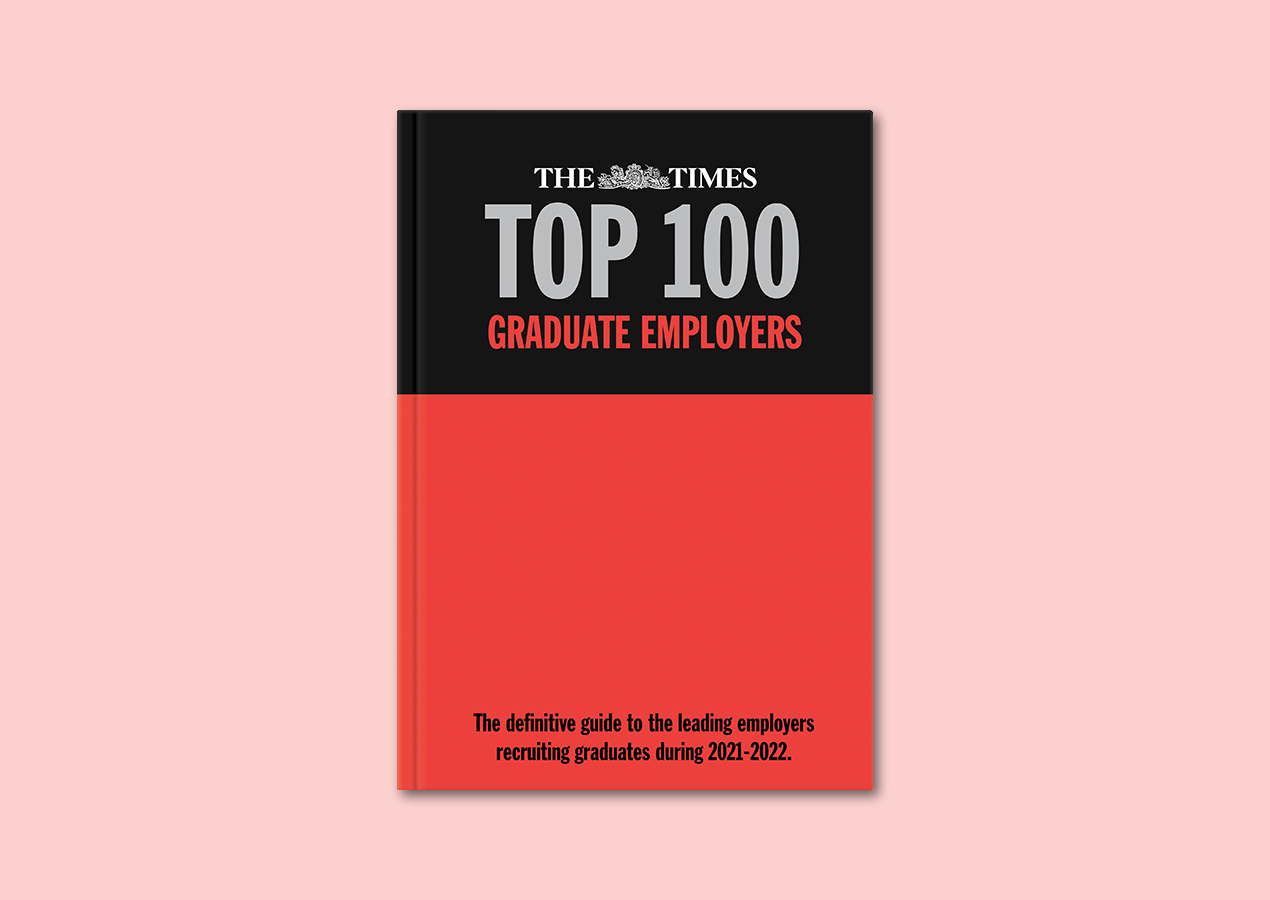 THE TIMES
TOP 100
GRADUATE EMPLOYERS
The definitive guide to the leading employers
recruiting graduates during 2021-2022.